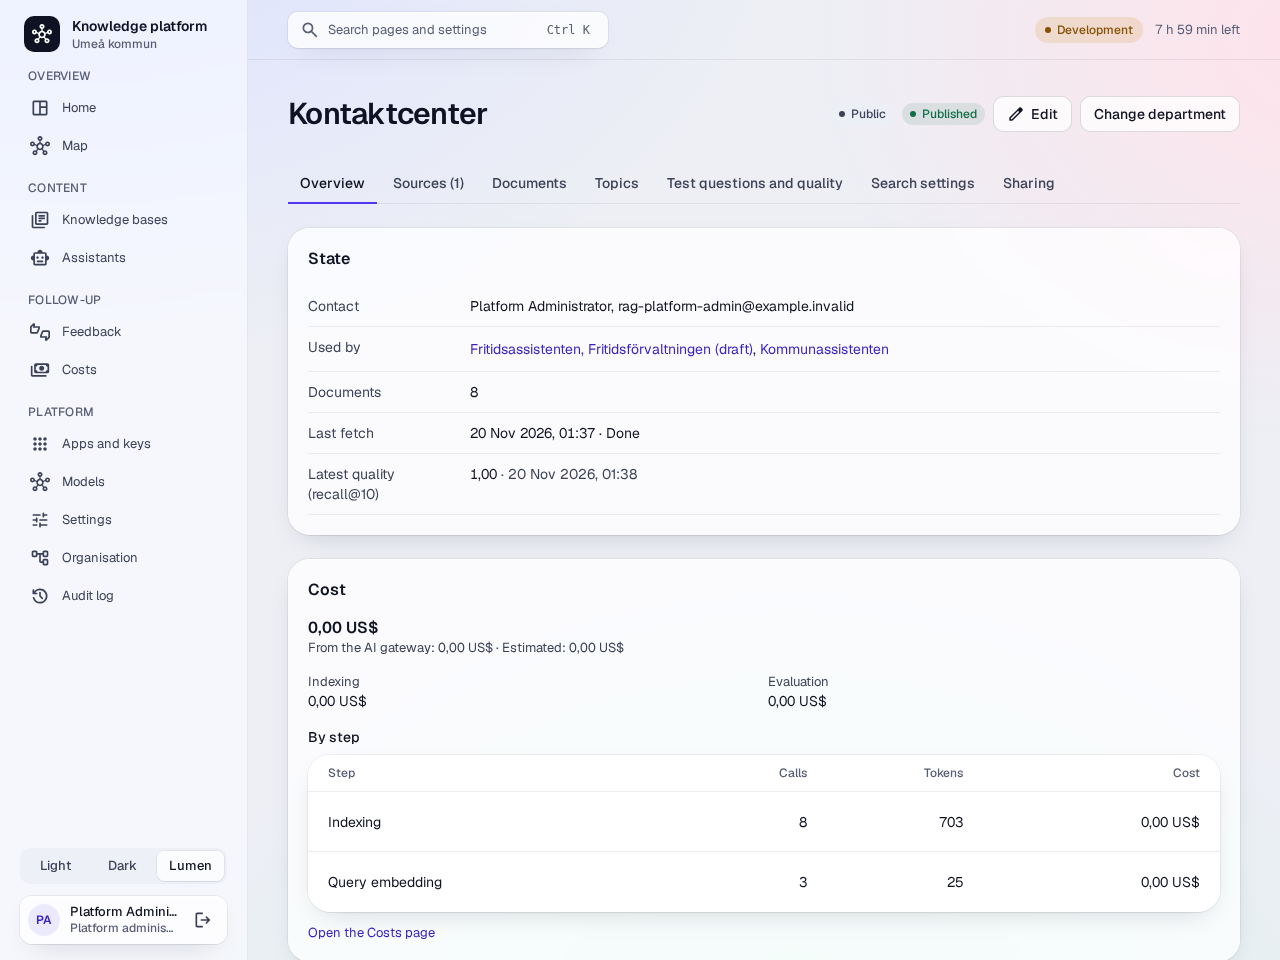 Knowledge platform
Umeå kommun
OVERVIEW
Home
Map
CONTENT
Knowledge bases
Assistants
FOLLOW-UP
Feedback
Costs
PLATFORM
Apps and keys
Models
Settings
Organisation
Audit log
Light Dark Lumen
PA
Platform Admini...
Platform adminis...
Search pages and settings Ctrl K
Development 7 h 59 min left
Kontaktcenter
Public Published Edit Change department
Overview Sources (1) Documents Topics Test questions and quality Search settings Sharing
State
Contact Platform Administrator, rag-platform-admin@example.invalid
Used by Fritidsassistenten, Fritidsförvaltningen (draft), Kommunassistenten
Documents 8
Last fetch 20 Nov 2026, 01:37 · Done
Latest quality (recall@10) 1,00 · 20 Nov 2026, 01:38
Cost
0,00 US$
From the AI gateway: 0,00 US$ · Estimated: 0,00 US$
Indexing Evaluation
0,00 US$ 0,00 US$
By step
Step Calls Tokens Cost
Indexing 8 703 0,00 US$
Query embedding 3 25 0,00 US$
Open the Costs page